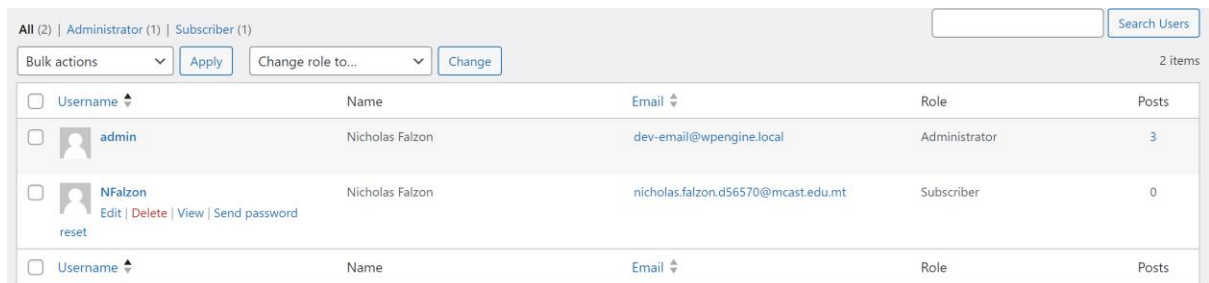 All (2) | Administrator (1) | Subscriber (1)
Search Users
Bulk actions Apply Change role to... Change 2 items
Username Name Email Role Posts
admin Nicholas Falzon dev-email@wpengine.local Administrator 3
NFalzon Nicholas Falzon nicholas.falzon.d56570@mcast.edu.mt Subscriber 0
Edit | Delete | View | Send password
reset
Username Name Email Role Posts